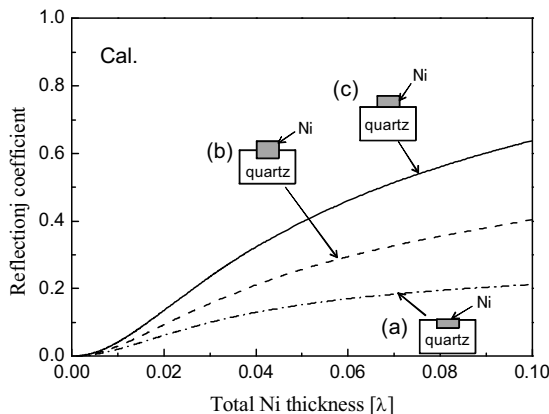 1.0
0.8
0.6
0.4
0.2
0.0
Reflectionj coefficient
Cal.
(c)
Ni
quartz
(b)
Ni
quartz
(a)
Ni
quartz
0.00 0.02 0.04 0.06 0.08 0.10
Total Ni thickness [λ]